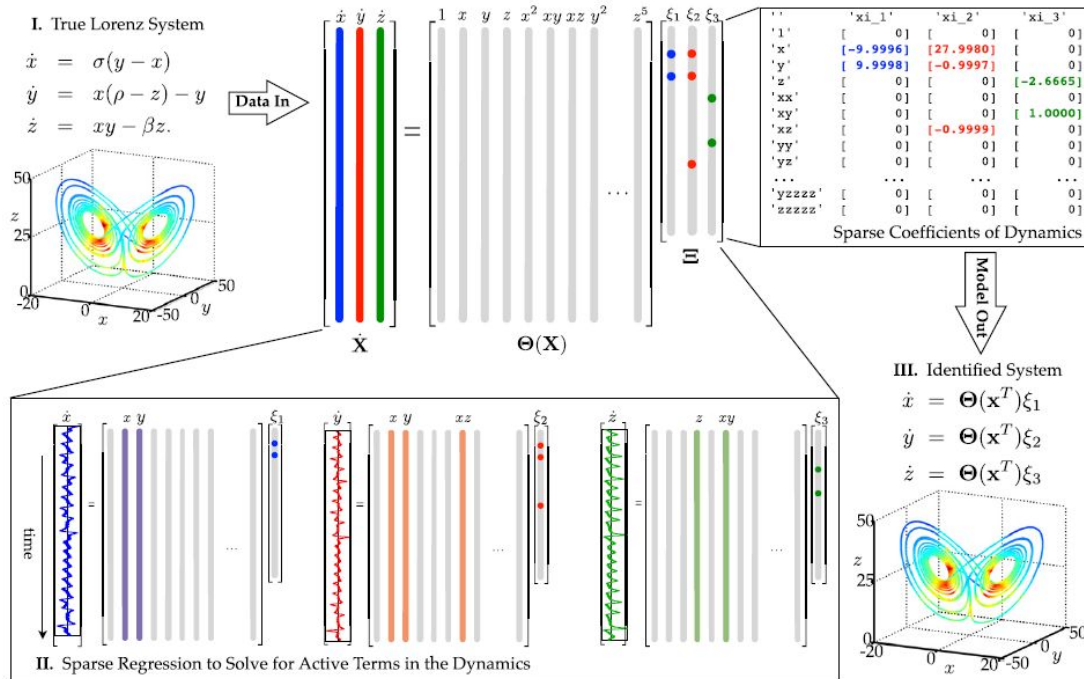 I. True Lorenz System
ẋ = σ(y − x)
ẏ = x(ρ − z) − y
ż = xy − βz.
50
z
25
0
-20
0
x
20
-50
0
y
50
Data In
ẋ ẏ ż
=
1 x y z x² xy xz y² z⁵
...
ξ₁ ξ₂ ξ₃
Ẋ
Θ(X)
Ξ
'' 'xi_1' 'xi_2' 'xi_3'
'1' [ 0] [ 0] [ 0]
'x' [-9.9996] [27.9980] [ 0]
'y' [ 9.9998] [-0.9997] [ 0]
'z' [ 0] [ 0] [-2.6665]
'xx' [ 0] [ 0] [ 0]
'xy' [ 0] [ 0] [ 1.0000]
'xz' [ 0] [-0.9999] [ 0]
'yy' [ 0] [ 0] [ 0]
'yz' [ 0] [ 0] [ 0]
... ... ... ...
'yzzzz' [ 0] [ 0] [ 0]
'zzzzz' [ 0] [ 0] [ 0]
Sparse Coefficients of Dynamics
Model Out
ẋ = x y ... ξ₁
ẏ = x y xz ... ξ₂
ż = z xy ... ξ₃
time
II. Sparse Regression to Solve for Active Terms in the Dynamics
III. Identified System
ẋ = Θ(xᵀ)ξ₁
ẏ = Θ(xᵀ)ξ₂
ż = Θ(xᵀ)ξ₃
50
z
25
0
-20
0
x
20
-50
0
y
50